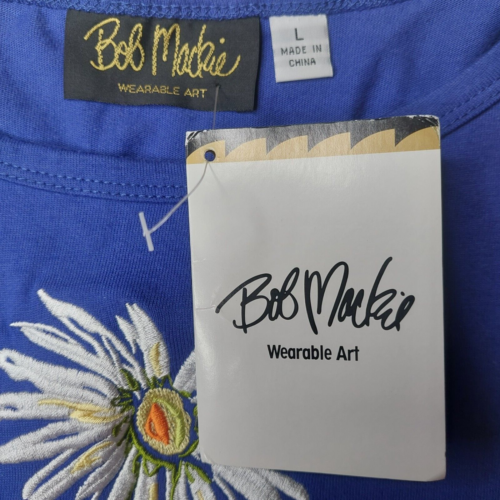 Bob Mackie
WEARABLE ART
L
MADE IN
CHINA
Bob Mackie
Wearable Art